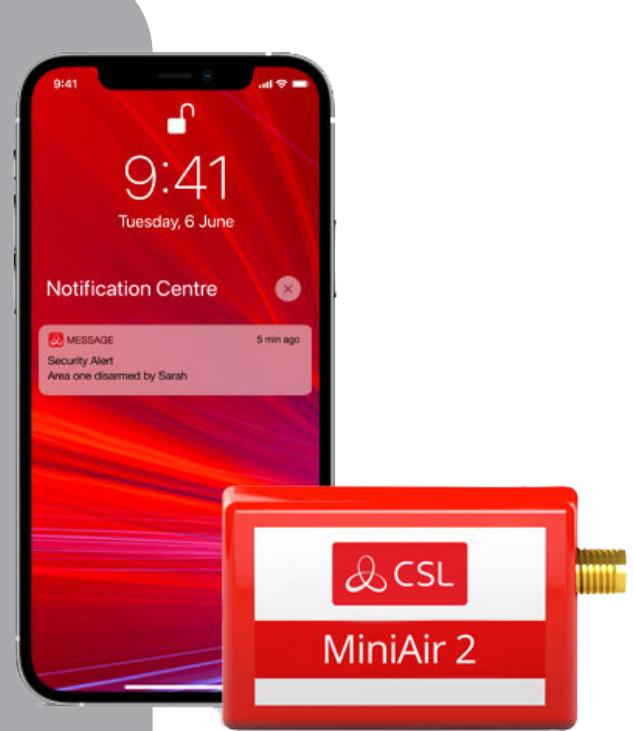 9:41
9:41
Tuesday, 6 June
Notification Centre
MESSAGE
5 min ago
Security Alert
Area one disarmed by Sarah
CSL
MiniAir 2